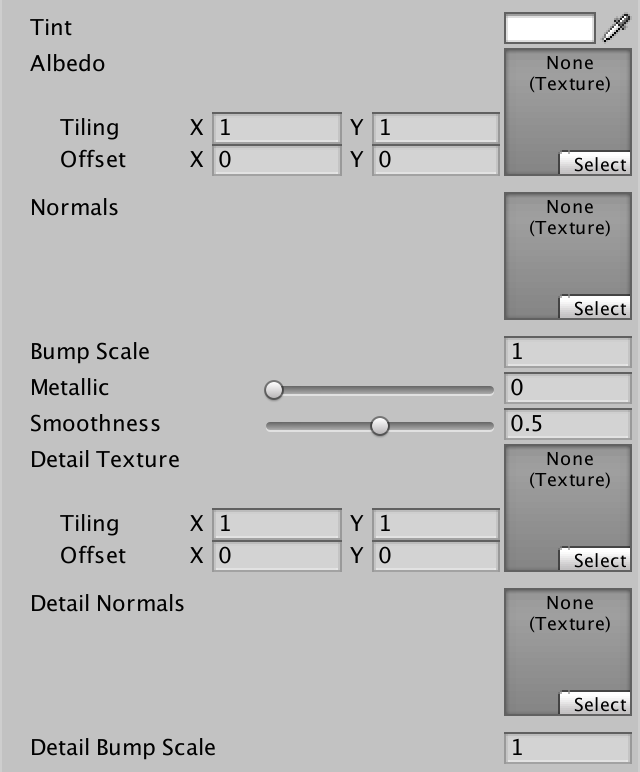 Tint
Albedo
None
(Texture)
Tiling X 1 Y 1
Offset X 0 Y 0
Select
Normals
None
(Texture)
Select
Bump Scale 1
Metallic 0
Smoothness 0.5
Detail Texture
None
(Texture)
Tiling X 1 Y 1
Offset X 0 Y 0
Select
Detail Normals
None
(Texture)
Select
Detail Bump Scale 1